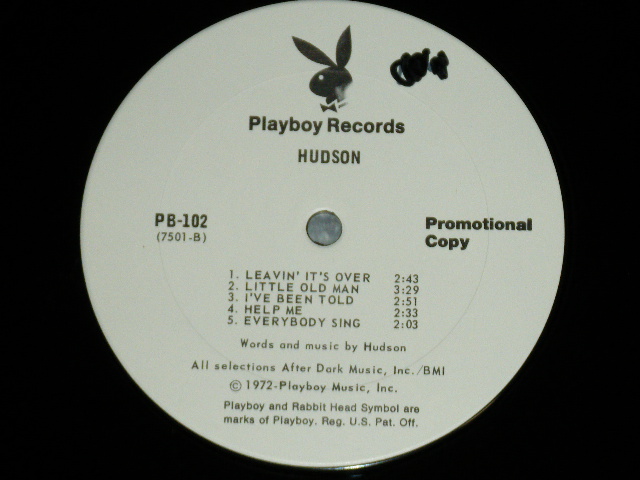 Playboy Records
HUDSON
PB-102
(7501-B)
Promotional
Copy
1. LEAVIN' IT'S OVER 2:43
2. LITTLE OLD MAN 3:29
3. I'VE BEEN TOLD 2:51
4. HELP ME 2:33
5. EVERYBODY SING 2:03
Words and music by Hudson
All selections After Dark Music, Inc./BMI
© 1972-Playboy Music, Inc.
Playboy and Rabbit Head Symbol are
marks of Playboy. Reg. U.S. Pat. Off.